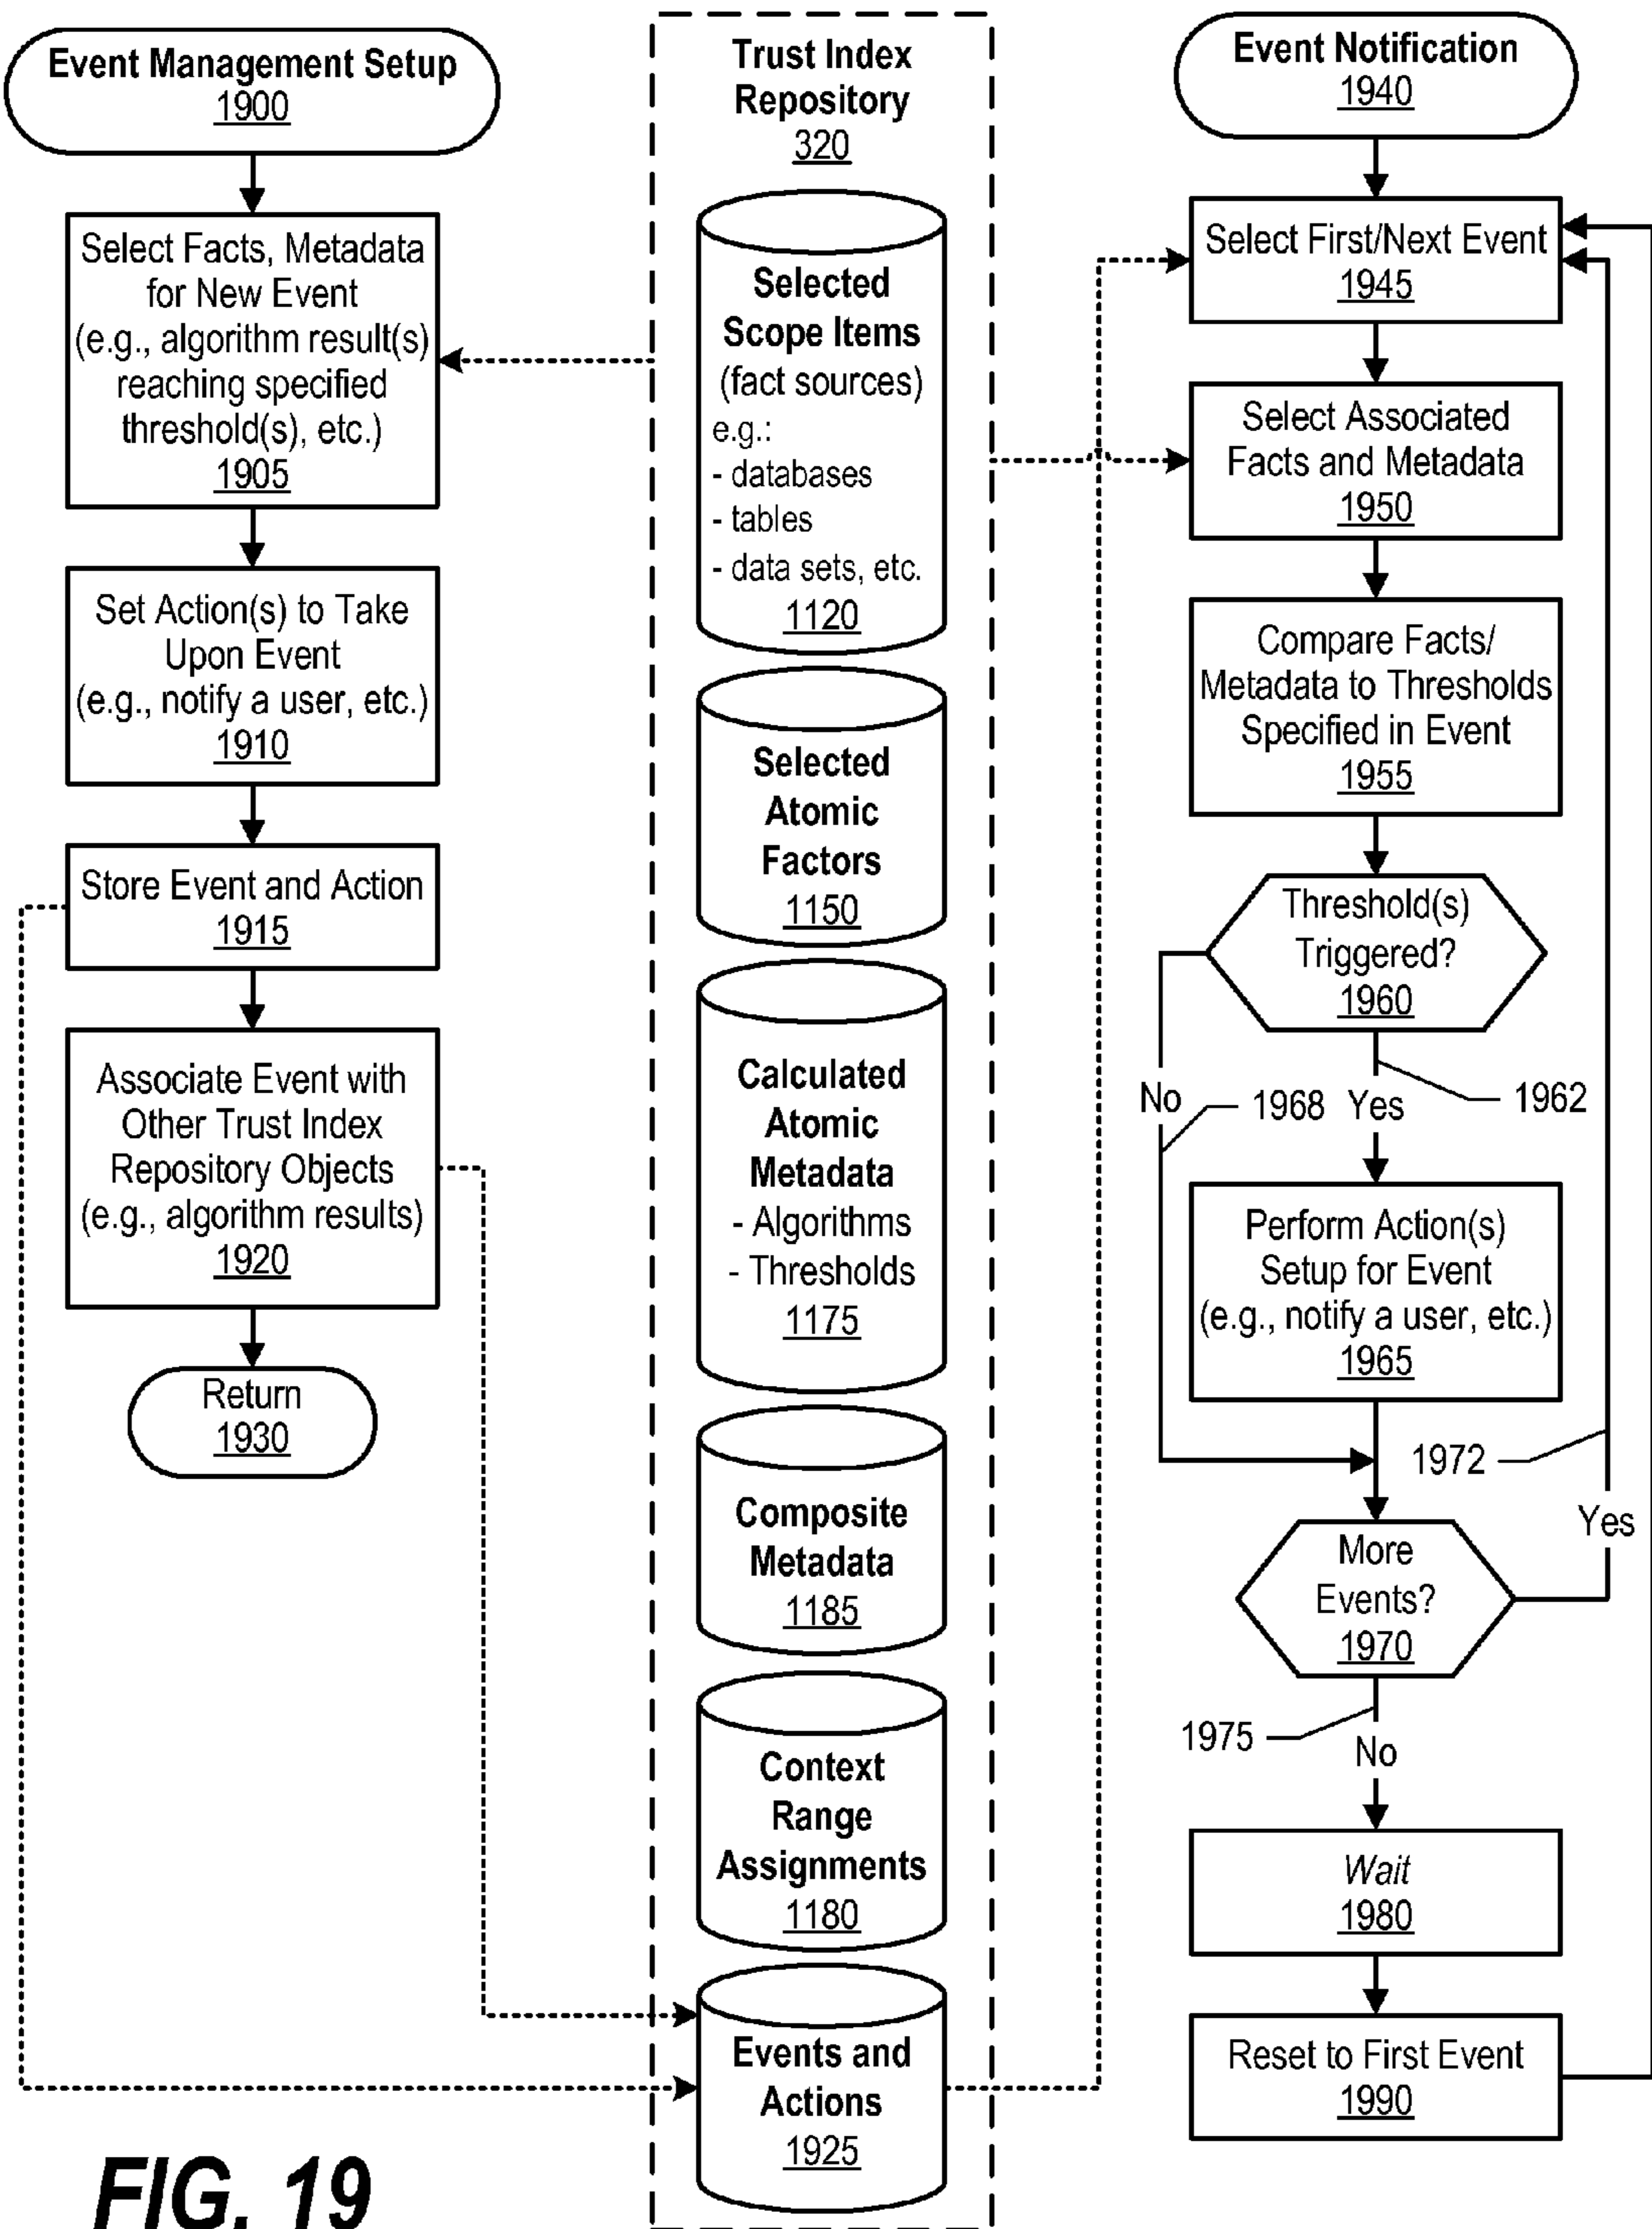 Event Management Setup
1900
Select Facts, Metadata
for New Event
(e.g., algorithm result(s)
reaching specified
threshold(s), etc.)
1905
Set Action(s) to Take
Upon Event
(e.g., notify a user, etc.)
1910
Store Event and Action
1915
Associate Event with
Other Trust Index
Repository Objects
(e.g., algorithm results)
1920
Return
1930
Trust Index
Repository
320
Selected
Scope Items
(fact sources)
e.g.:
- databases
- tables
- data sets, etc.
1120
Selected
Atomic
Factors
1150
Calculated
Atomic
Metadata
- Algorithms
- Thresholds
1175
Composite
Metadata
1185
Context
Range
Assignments
1180
Events and
Actions
1925
Event Notification
1940
Select First/Next Event
1945
Select Associated
Facts and Metadata
1950
Compare Facts/
Metadata to Thresholds
Specified in Event
1955
Threshold(s)
Triggered?
1960
No
1968
Yes
1962
Perform Action(s)
Setup for Event
(e.g., notify a user, etc.)
1965
1972
Yes
More
Events?
1970
1975
No
Wait
1980
Reset to First Event
1990
FIG. 19